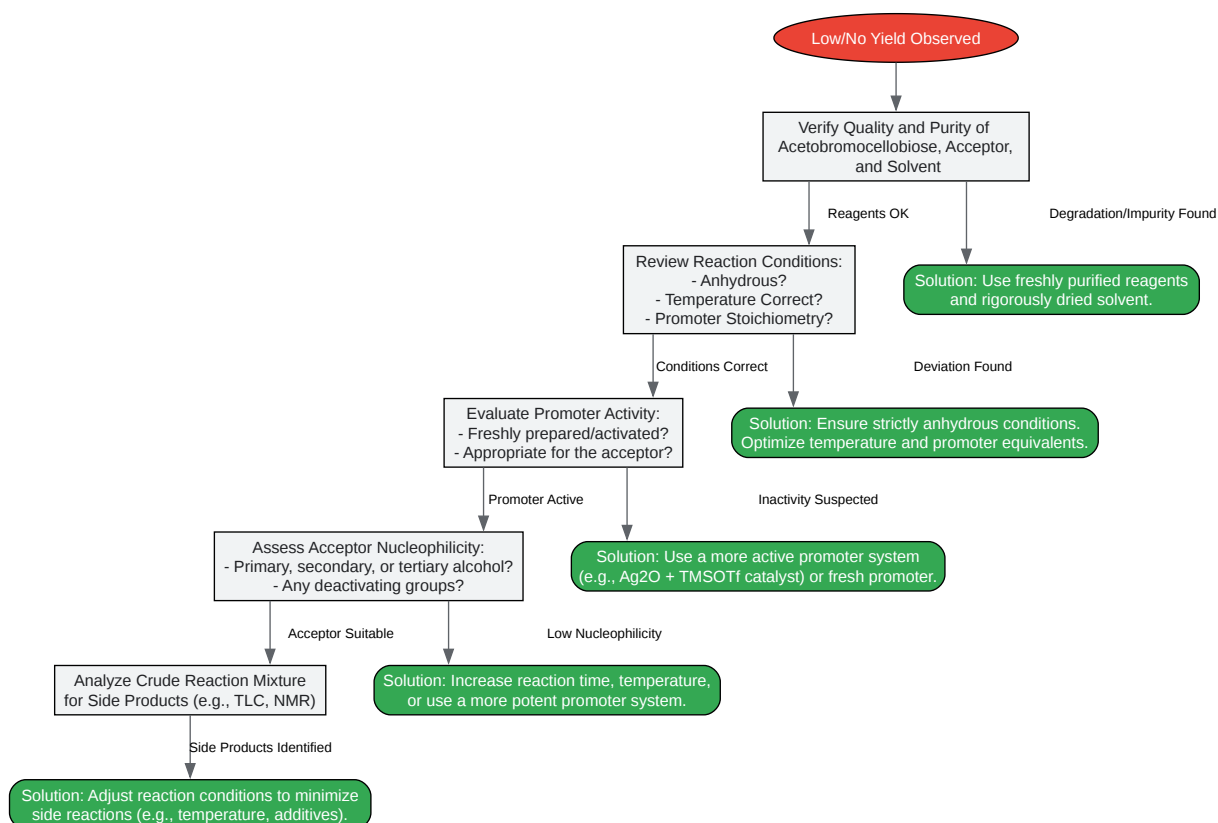 Low/No Yield Observed
Verify Quality and Purity of
Acetobromocellobiose, Acceptor,
and Solvent
Reagents OK
Degradation/Impurity Found
Review Reaction Conditions:
- Anhydrous?
- Temperature Correct?
- Promoter Stoichiometry?
Solution: Use freshly purified reagents
and rigorously dried solvent.
Conditions Correct
Deviation Found
Evaluate Promoter Activity:
- Freshly prepared/activated?
- Appropriate for the acceptor?
Solution: Ensure strictly anhydrous conditions.
Optimize temperature and promoter equivalents.
Promoter Active
Inactivity Suspected
Assess Acceptor Nucleophilicity:
- Primary, secondary, or tertiary alcohol?
- Any deactivating groups?
Solution: Use a more active promoter system
(e.g., Ag2O + TMSOTf catalyst) or fresh promoter.
Acceptor Suitable
Low Nucleophilicity
Analyze Crude Reaction Mixture
for Side Products (e.g., TLC, NMR)
Solution: Increase reaction time, temperature,
or use a more potent promoter system.
Side Products Identified
Solution: Adjust reaction conditions to minimize
side reactions (e.g., temperature, additives).